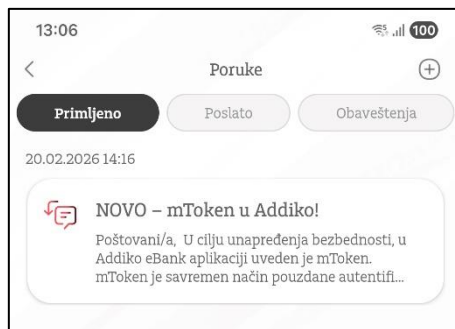 13:06
100
Poruke
Primljeno
Poslato
Obaveštenja
20.02.2026 14:16
NOVO – mToken u Addiko!
Poštovani/a, U cilju unapređenja bezbednosti, u
Addiko eBank aplikaciji uveden je mToken.
mToken je savremen način pouzdane autentifi...